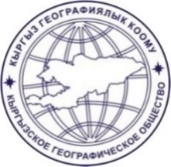 КЫРГЫЗ ГЕОГРАФИЯЛЫК КООМУ
КЫРГЫЗСКОЕ ГЕОГРАФИЧЕСКОЕ ОБЩЕСТВО